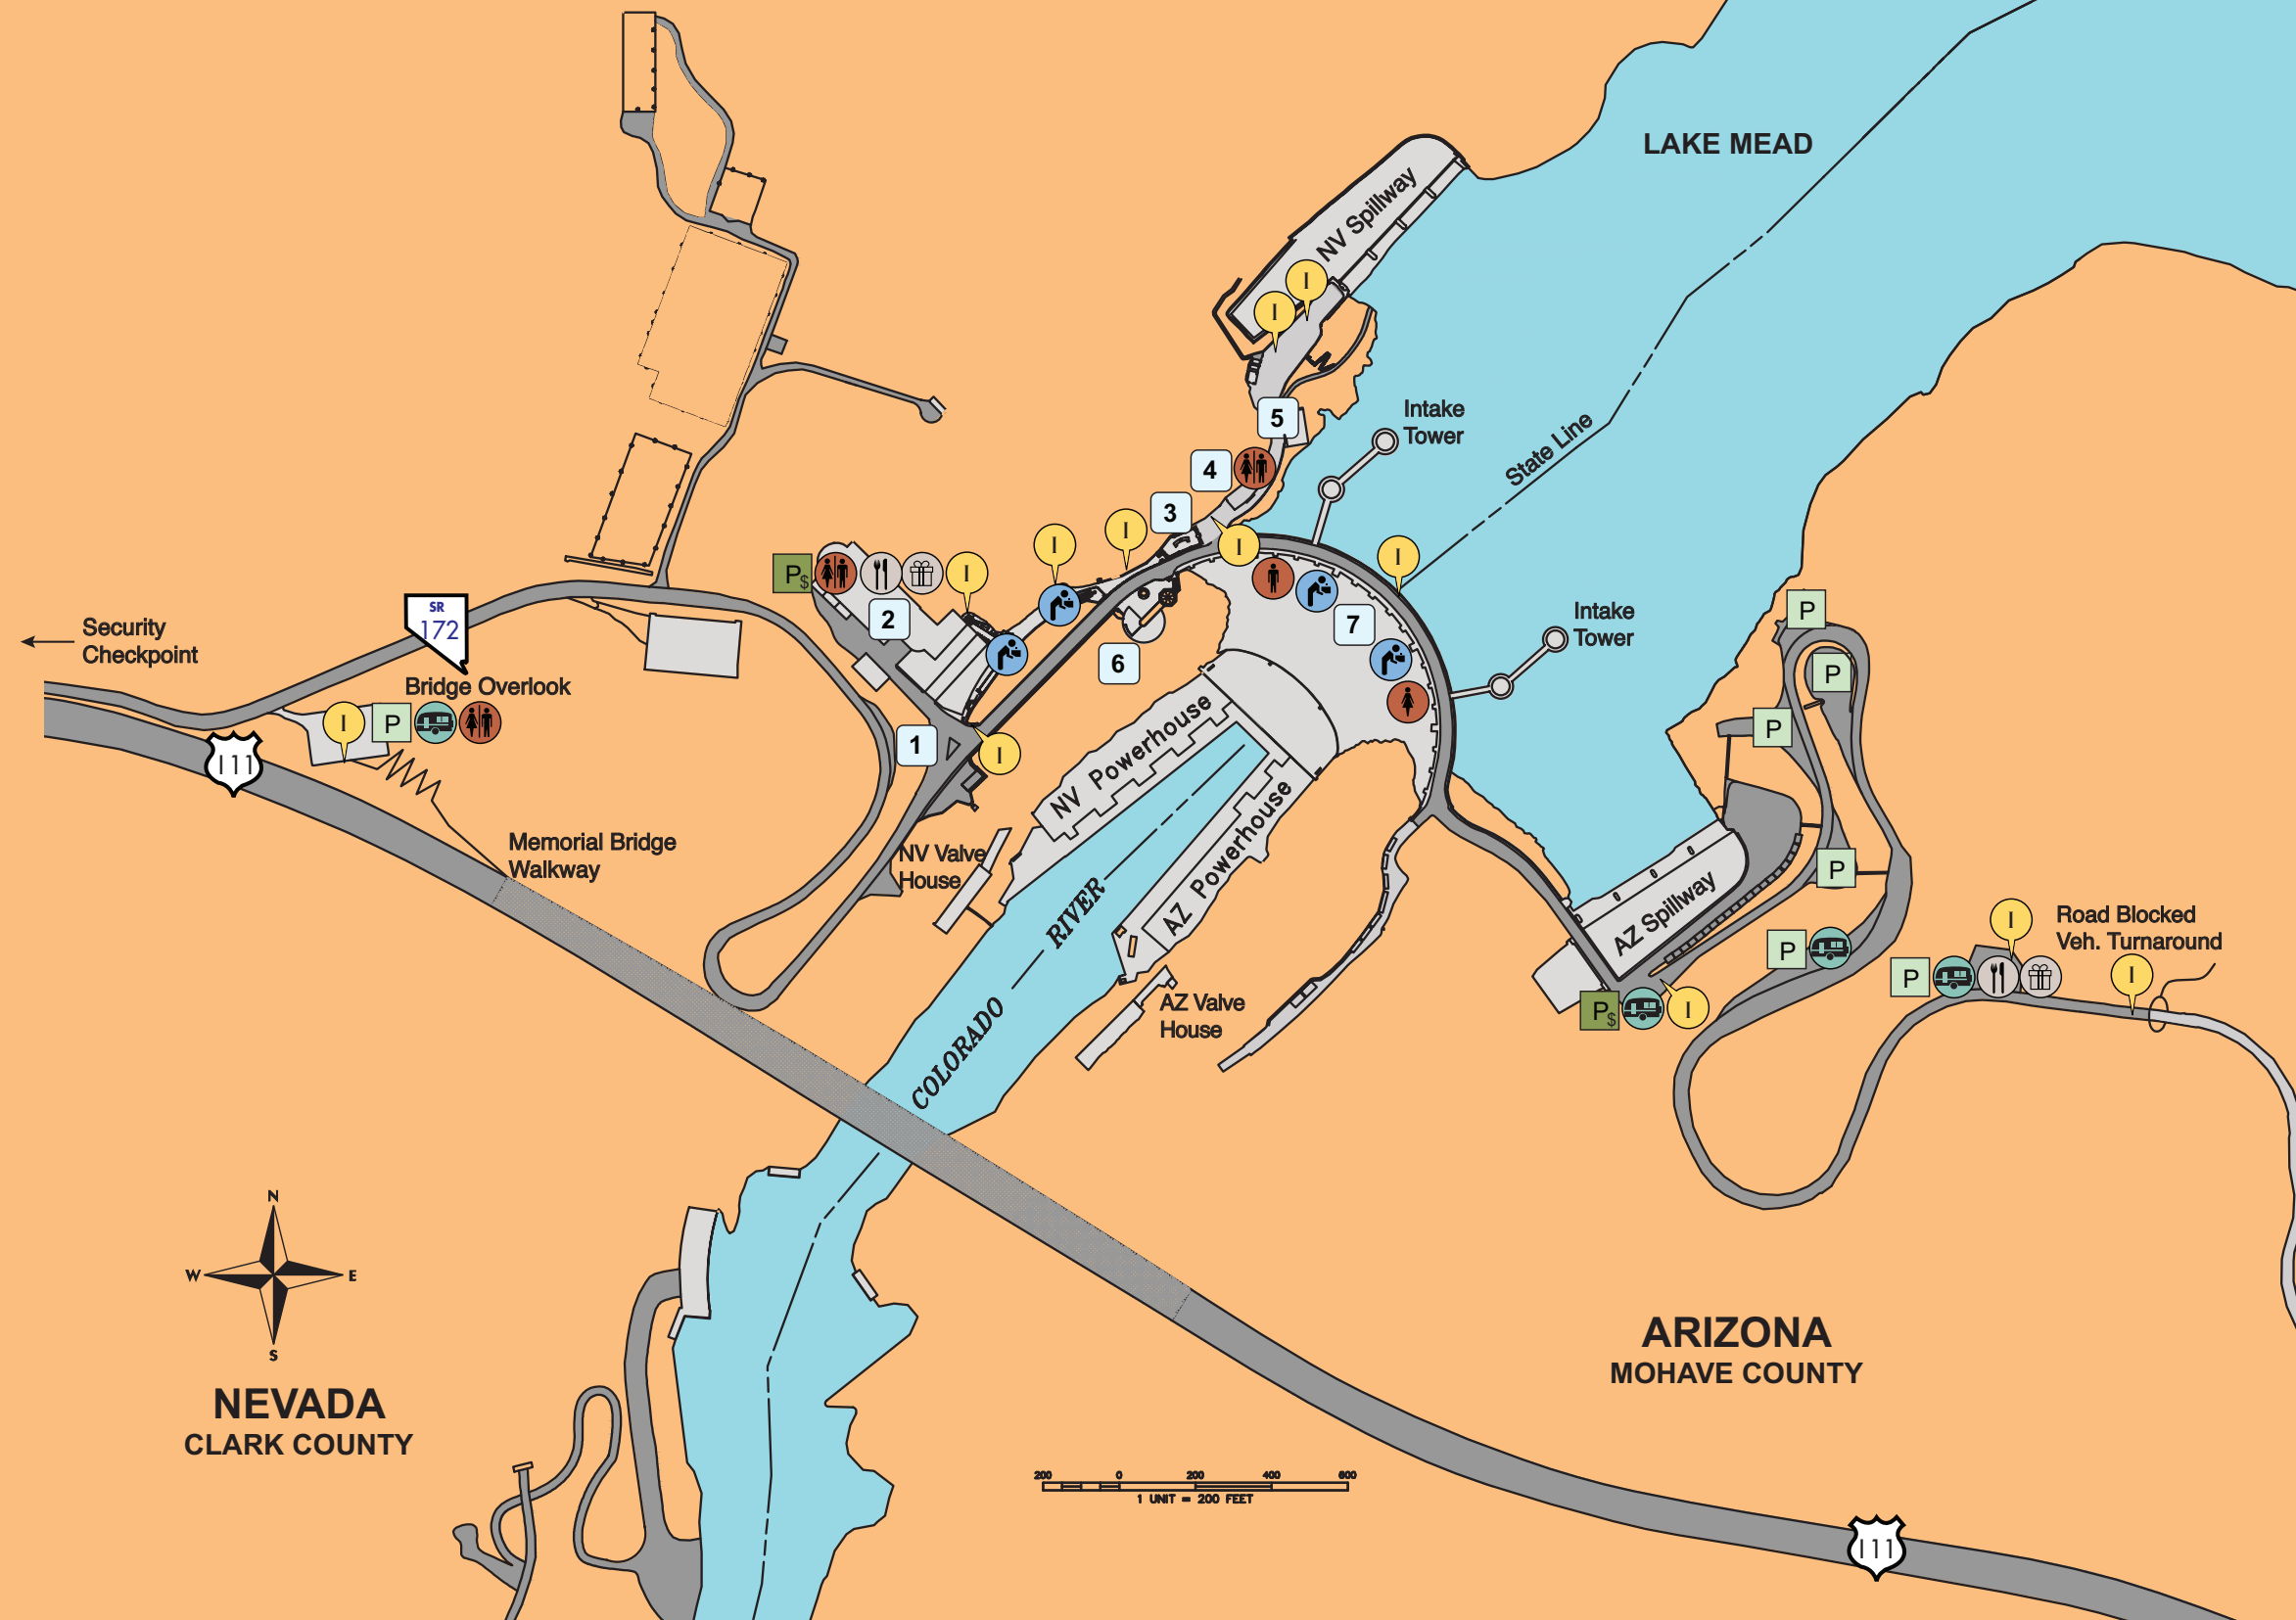 LAKE MEAD
NV Spillway
I
I
Intake
Tower
5
State Line
4
3
I
I
I
I
P$
I
2
SR
172
Security
Checkpoint
7
6
Intake
Tower
P
P
Bridge Overlook
I
P
1
I
P
111
NV Powerhouse
AZ Powerhouse
Memorial Bridge
Walkway
NV Valve
House
P
AZ Spillway
RIVER
COLORADO
I
Road Blocked
Veh. Turnaround
P
P
I
P$
I
AZ Valve
House
N
W
E
S
ARIZONA
MOHAVE COUNTY
NEVADA
CLARK COUNTY
200 0 200 400 600
1 UNIT = 200 FEET
111